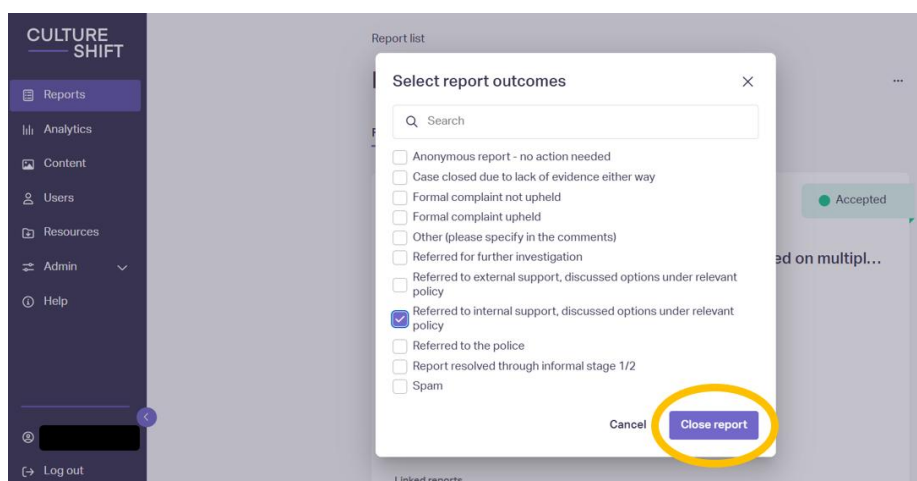 CULTURE
SHIFT
Reports
Analytics
Content
Users
Resources
Admin
Help
Log out
Report list
Select report outcomes
Search
Anonymous report - no action needed
Case closed due to lack of evidence either way
Formal complaint not upheld
Formal complaint upheld
Other (please specify in the comments)
Referred for further investigation
Referred to external support, discussed options under relevant
policy
Referred to internal support, discussed options under relevant
policy
Referred to the police
Report resolved through informal stage 1/2
Spam
Cancel
Close report
...
Accepted
ed on multipl...
Linked reports